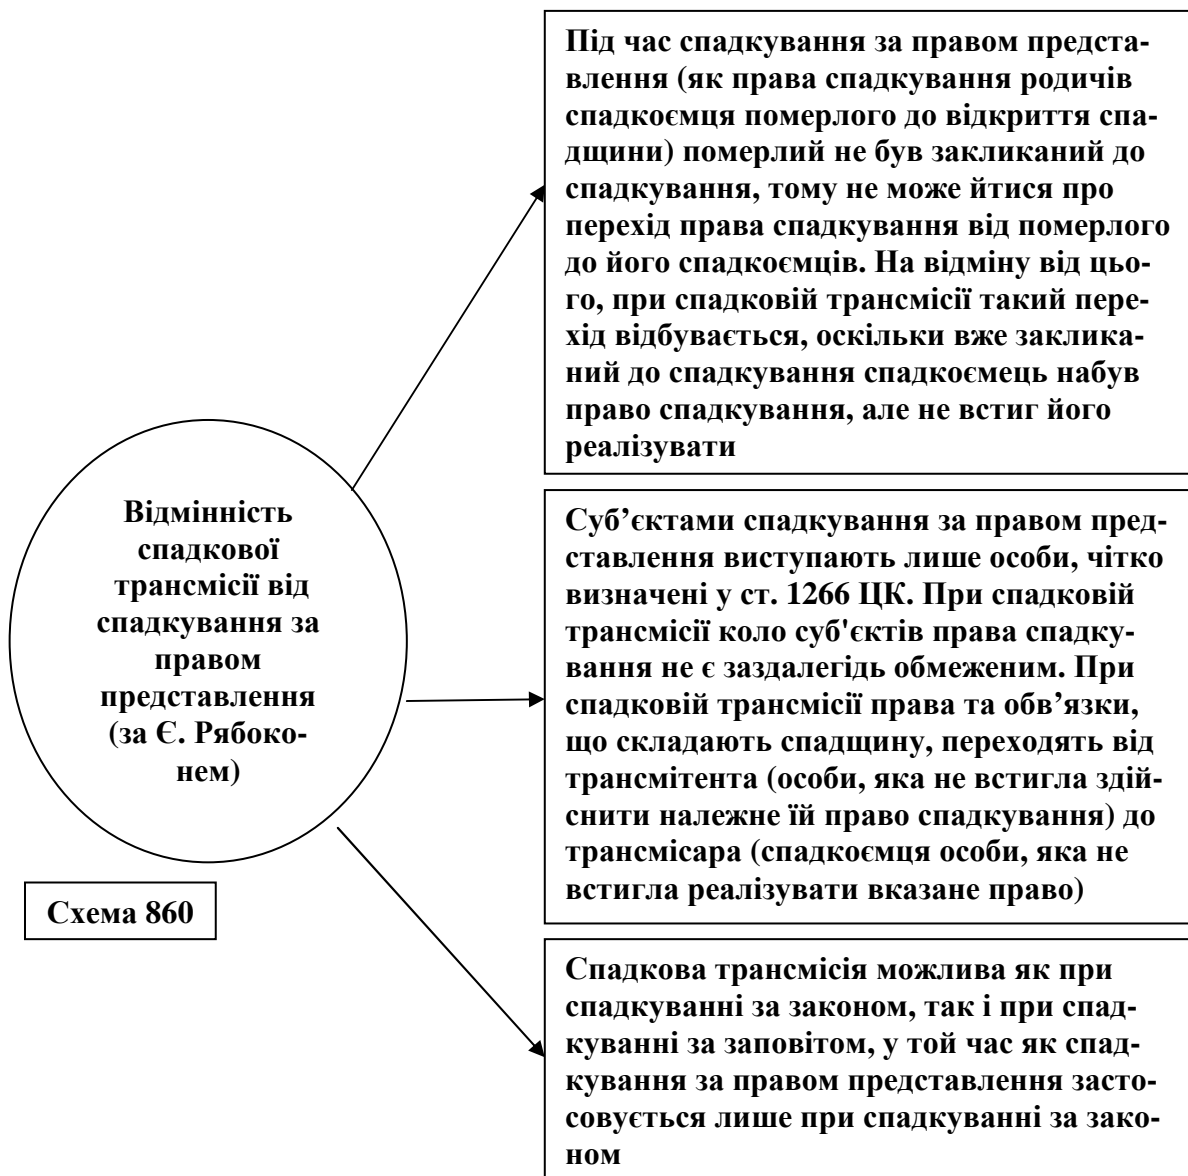 Під час спадкування за правом предста-
влення (як права спадкування родичів
спадкоємця померлого до відкриття спа-
дщини) померлий не був закликаний до
спадкування, тому не може йтися про
перехід права спадкування від померлого
до його спадкоємців. На відміну від цьо-
го, при спадковій трансмісії такий пере-
хід відбувається, оскільки вже заклика-
ний до спадкування спадкоємець набув
право спадкування, але не встиг його
реалізувати
Відмінність
спадкової
трансмісії від
спадкування за
правом
представлення
(за Є. Рябоко-
нем)
Суб’єктами спадкування за правом пред-
ставлення виступають лише особи, чітко
визначені у ст. 1266 ЦК. При спадковій
трансмісії коло суб'єктів права спадку-
вання не є заздалегідь обмеженим. При
спадковій трансмісії права та обв’язки,
що складають спадщину, переходять від
трансмітента (особи, яка не встигла здій-
снити належне їй право спадкування) до
трансмісара (спадкоємця особи, яка не
встигла реалізувати вказане право)
Схема 860
Спадкова трансмісія можлива як при
спадкуванні за законом, так і при спад-
куванні за заповітом, у той час як спад-
кування за правом представлення засто-
совується лише при спадкуванні за зако-
ном